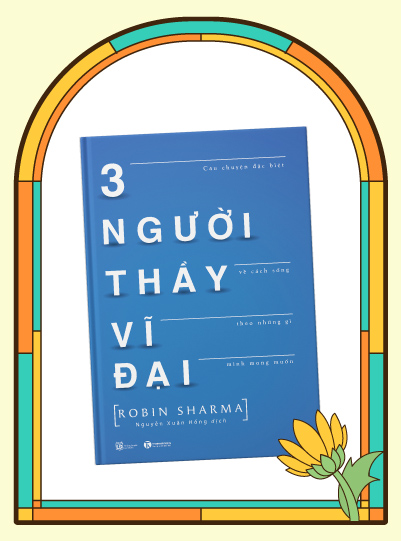 3
Câu chuyện đặc biệt
NGƯỜI
THẦY
về cách sống
VĨ
theo những gì
ĐẠI
mình mong muốn
[ROBIN SHARMA]
Nguyễn Xuân Hồng dịch